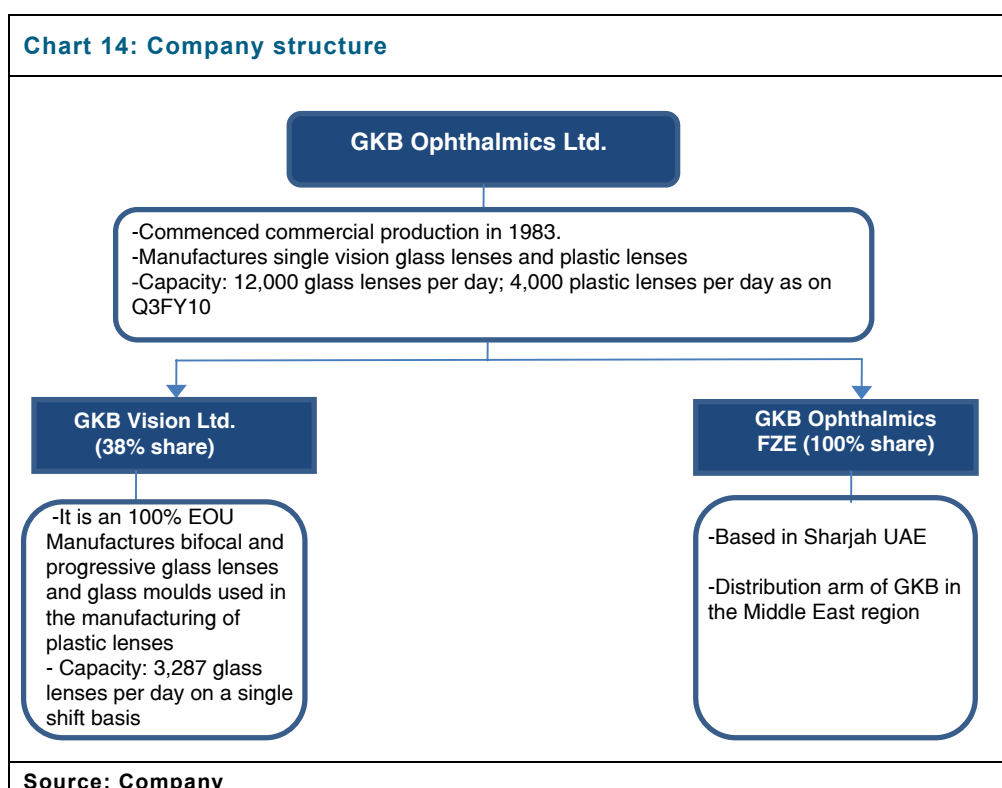 Chart 14: Company structure
GKB Ophthalmics Ltd.
-Commenced commercial production in 1983.
-Manufactures single vision glass lenses and plastic lenses
-Capacity: 12,000 glass lenses per day; 4,000 plastic lenses per day as on
Q3FY10
GKB Vision Ltd.
(38% share)
-It is an 100% EOU
Manufactures bifocal and
progressive glass lenses
and glass moulds used in
the manufacturing of
plastic lenses
- Capacity: 3,287 glass
lenses per day on a single
shift basis
GKB Ophthalmics
FZE (100% share)
-Based in Sharjah UAE
-Distribution arm of GKB in
the Middle East region
Source: Company